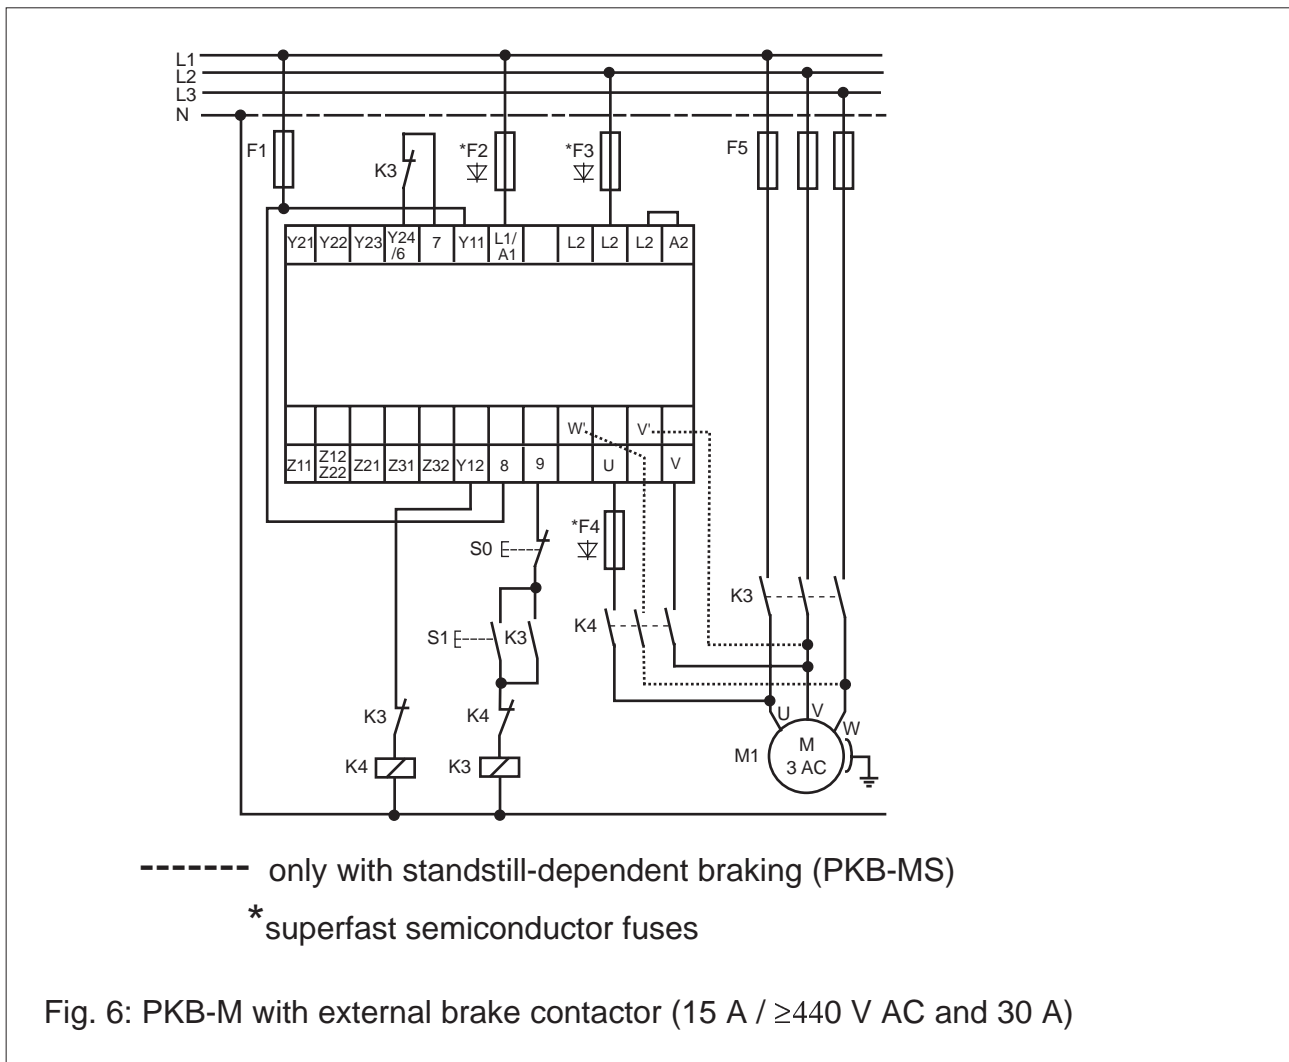 L1
L2
L3
N
F1
K3
*F2
*F3
F5
Y21 Y22 Y23 Y24/6 7 Y11 L1/A1 L2 L2 L2 A2
W' V'
Z11 Z12 Z22 Z21 Z31 Z32 Y12 8 9 U V
*F4
S0
K3
K4
S1 K3
K3 K4
U V W
K4 K3
M1
M
3 AC
only with standstill-dependent braking (PKB-MS)
*superfast semiconductor fuses
Fig. 6: PKB-M with external brake contactor (15 A / ≥440 V AC and 30 A)